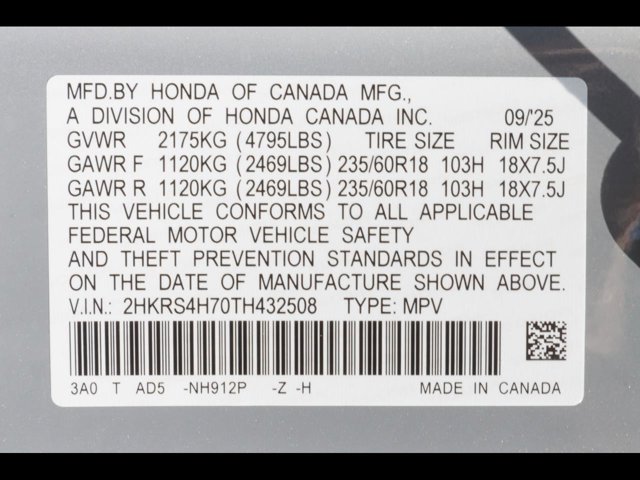 MFD.BY HONDA OF CANADA MFG.,
A DIVISION OF HONDA CANADA INC. 09/'25
GVWR 2175KG (4795LBS) TIRE SIZE RIM SIZE
GAWR F 1120KG (2469LBS) 235/60R18 103H 18X7.5J
GAWR R 1120KG (2469LBS) 235/60R18 103H 18X7.5J
THIS VEHICLE CONFORMS TO ALL APPLICABLE
FEDERAL MOTOR VEHICLE SAFETY
AND THEFT PREVENTION STANDARDS IN EFFECT
ON THE DATE OF MANUFACTURE SHOWN ABOVE.
V.I.N.: 2HKRS4H70TH432508 TYPE: MPV
3A0 T AD5 -NH912P -Z -H MADE IN CANADA